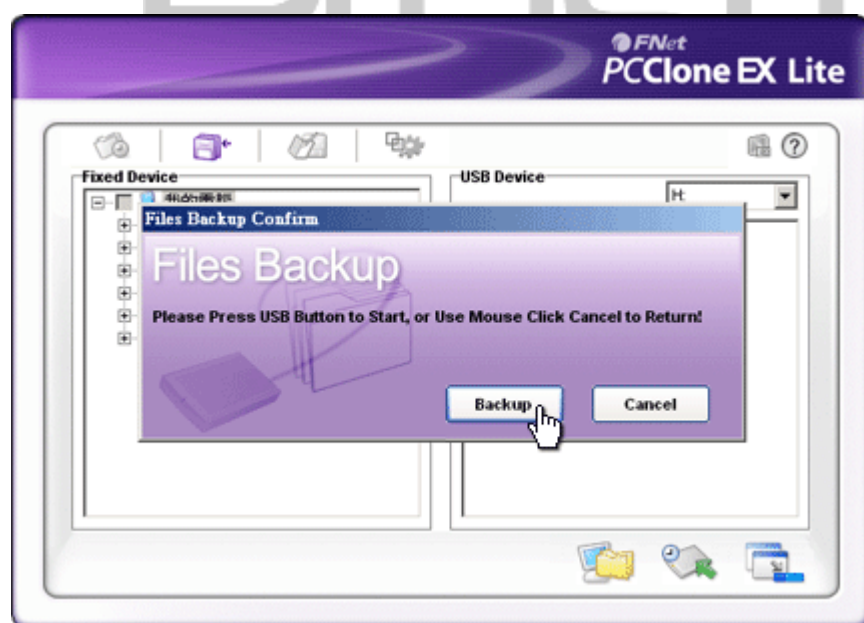 FNet
PCClone EX Lite
Fixed Device
USB Device
H:
Files Backup Confirm
Files Backup
Please Press USB Button to Start, or Use Mouse Click Cancel to Return!
Backup
Cancel